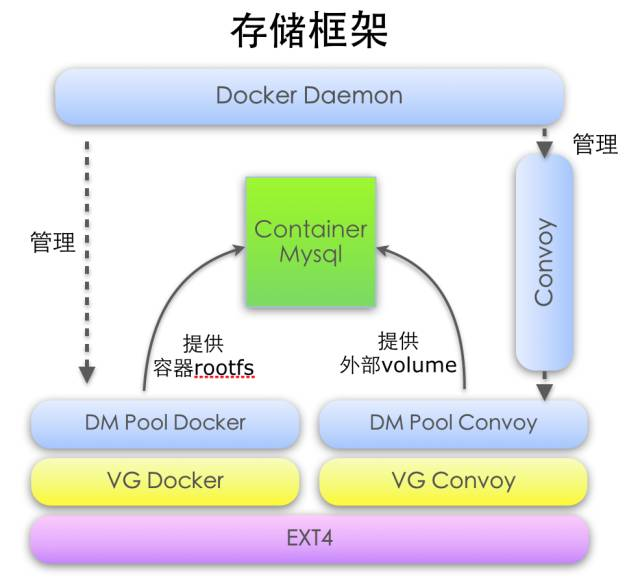 存储框架
Docker Daemon
管理
管理
Container
Mysql
Convoy
提供
容器rootfs
提供
外部volume
DM Pool Docker
DM Pool Convoy
VG Docker
VG Convoy
EXT4